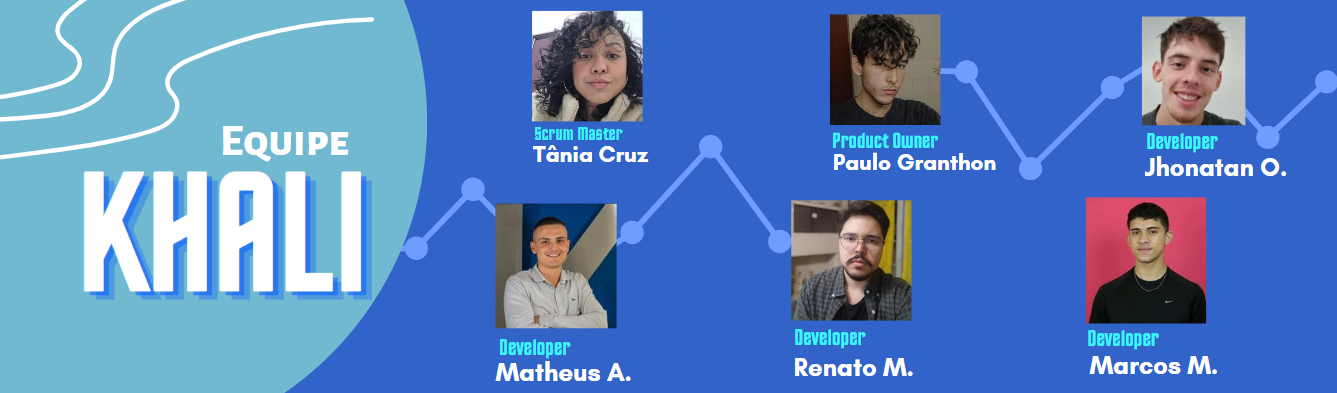 Equipe
KHALI
Scrum Master
Tânia Cruz
Product Owner
Paulo Granthon
Developer
Jhonatan O.
Developer
Matheus A.
Developer
Renato M.
Developer
Marcos M.